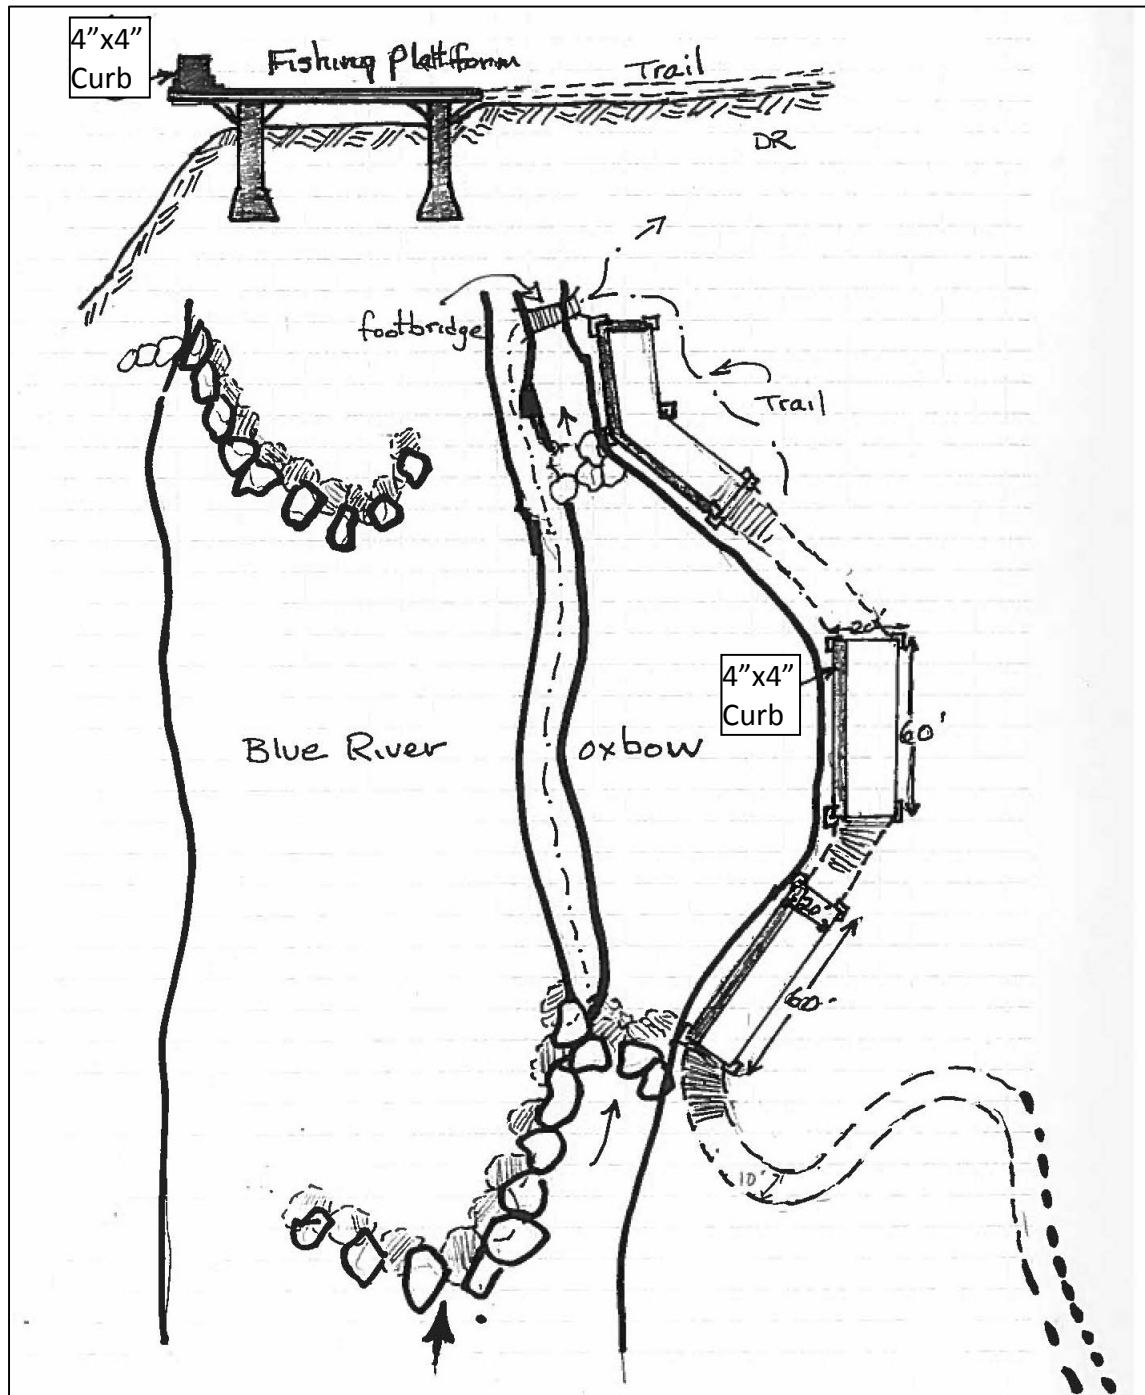 4”x4”
Curb
Fishing Plattform
Trail
DR
footbridge
Trail
20'
4”x4”
Curb
60'
Blue River
oxbow
20'
60'
10'